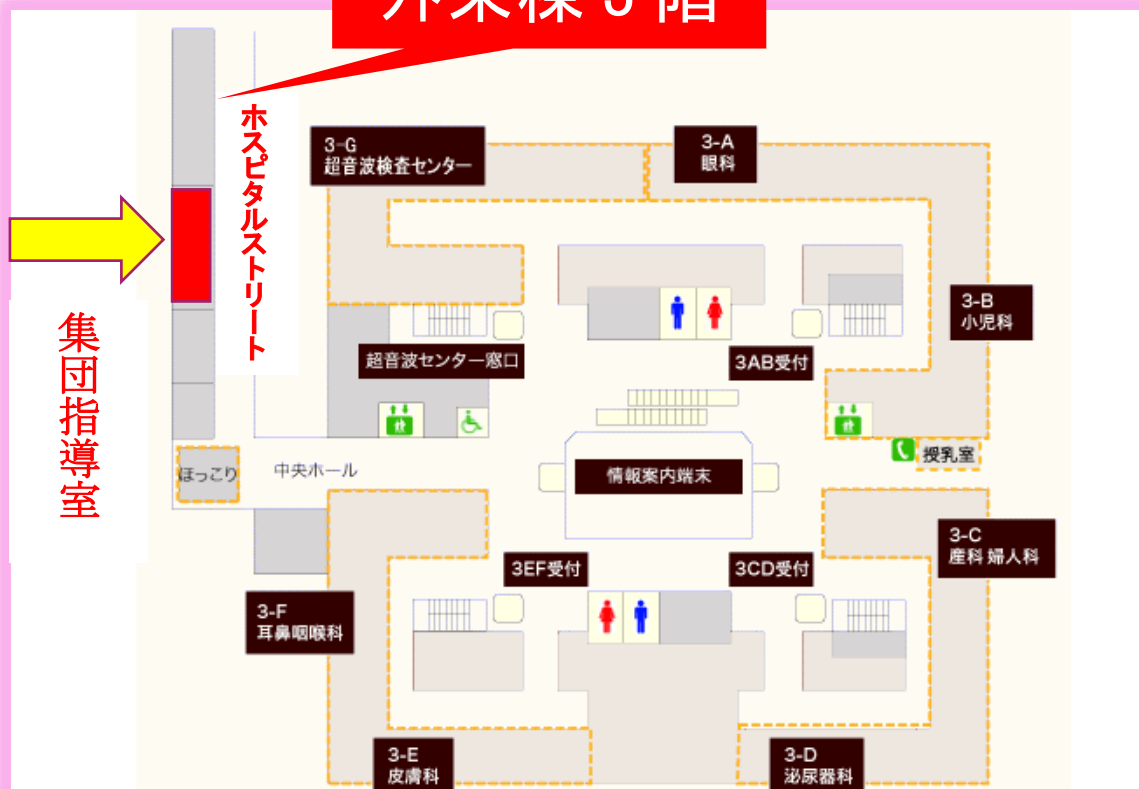 外来棟３階
ホスピタルストリート
3-G
超音波検査センター
3-A
眼科
3-B
小児科
超音波センター窓口
3AB受付
集団指導室
ほっこり
中央ホール
情報案内端末
授乳室
3-C
産科 婦人科
3EF受付
3CD受付
3-F
耳鼻咽喉科
3-E
皮膚科
3-D
泌尿器科